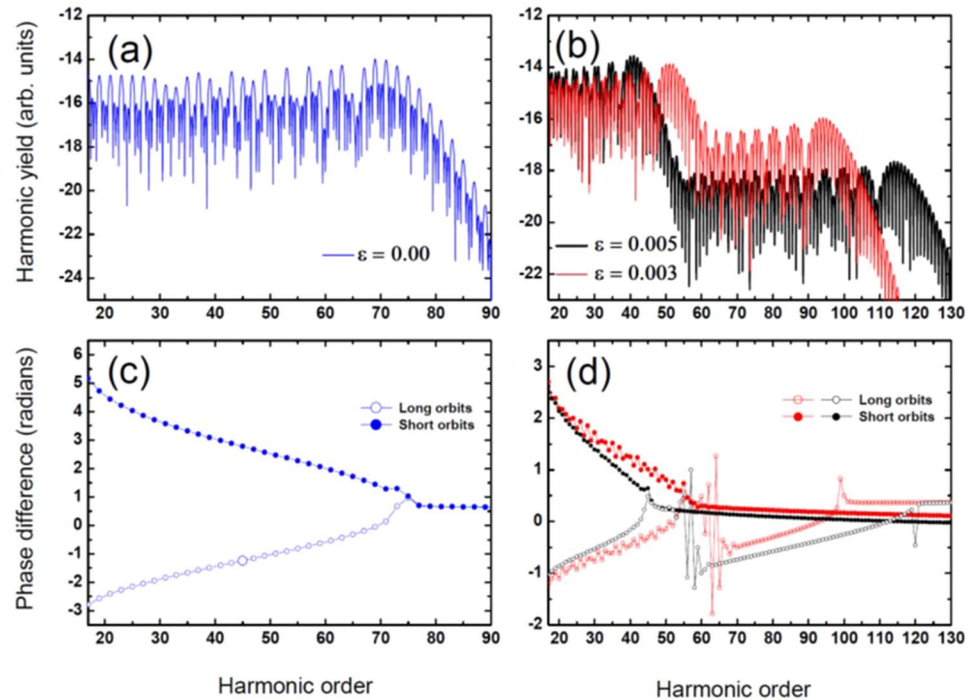 (a)
Harmonic yield (arb. units)
-12
-14
-16
-18
-20
-22
-24
ε = 0.00
20 30 40 50 60 70 80 90
(b)
-12
-14
-16
-18
-20
-22
ε = 0.005
ε = 0.003
20 30 40 50 60 70 80 90 100 110 120 130
(c)
Phase difference (radians)
6
5
4
3
2
1
0
-1
-2
-3
Long orbits
Short orbits
20 30 40 50 60 70 80 90
Harmonic order
(d)
3
2
1
0
-1
-2
Long orbits
Short orbits
20 30 40 50 60 70 80 90 100 110 120 130
Harmonic order